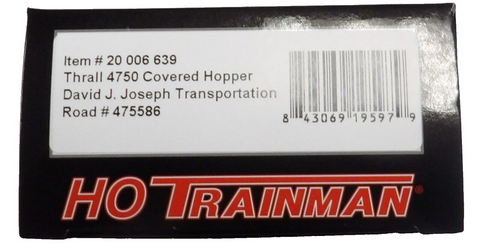 Item # 20 006 639
Thrall 4750 Covered Hopper
David J. Joseph Transportation
Road # 475586
8 43069 19597 9
HO TRAINMAN®